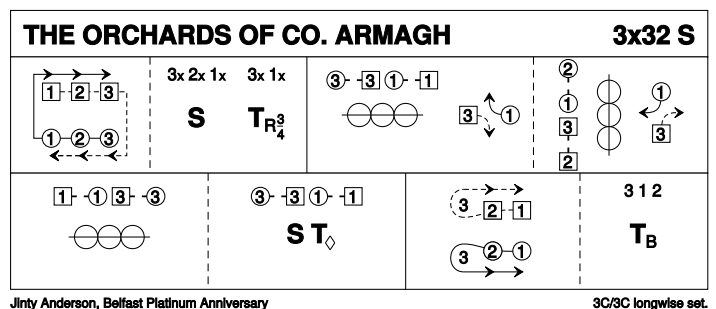 THE ORCHARDS OF CO. ARMAGH 3x32 S
3x 2x 1x 3x 1x
S T R 3/4
1 2 3
1 2 3
3 3 1 1
3 1
2
1
3
2
1
3
1 1 3 3
3 3 1 1
S T◊
3 2 1
3 2 1
3 1 2
T B
Jinty Anderson, Belfast Platinum Anniversary 3C/3C longwise set.